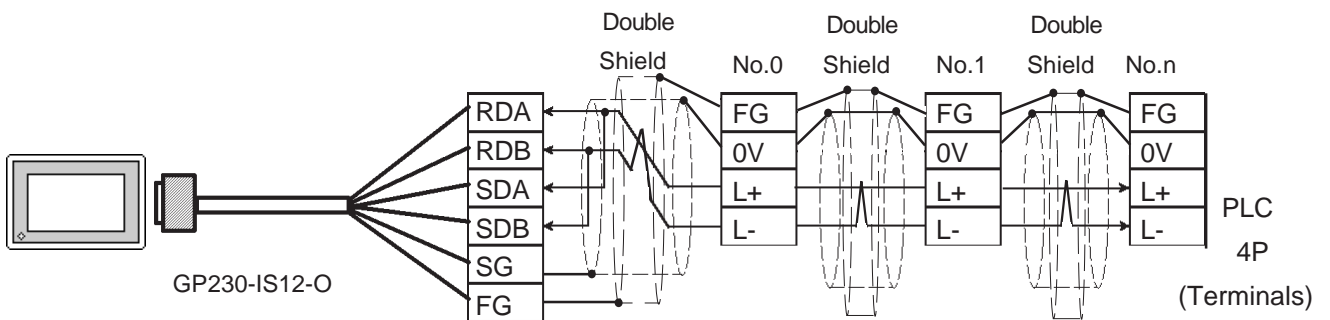 Double Shield
No.0
Double Shield
No.1
Double Shield
No.n
RDA
RDB
SDA
SDB
SG
FG
FG
0V
L+
L-
FG
0V
L+
L-
FG
0V
L+
L-
PLC
4P
(Terminals)
GP230-IS12-O